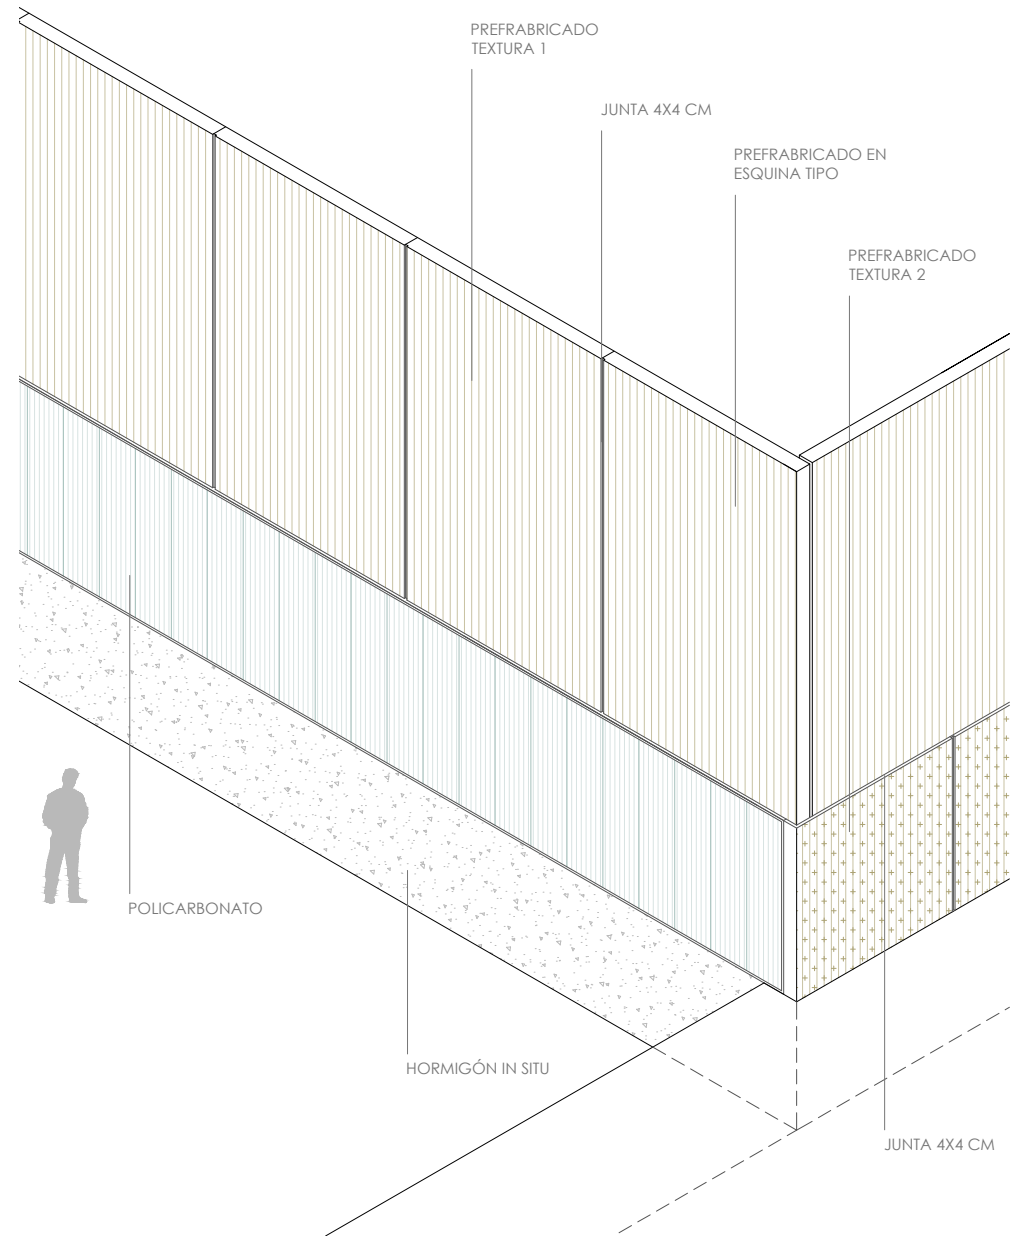 PREFRABRICADO
TEXTURA 1
JUNTA 4X4 CM
PREFRABRICADO EN
ESQUINA TIPO
PREFRABRICADO
TEXTURA 2
POLICARBONATO
HORMIGÓN IN SITU
JUNTA 4X4 CM